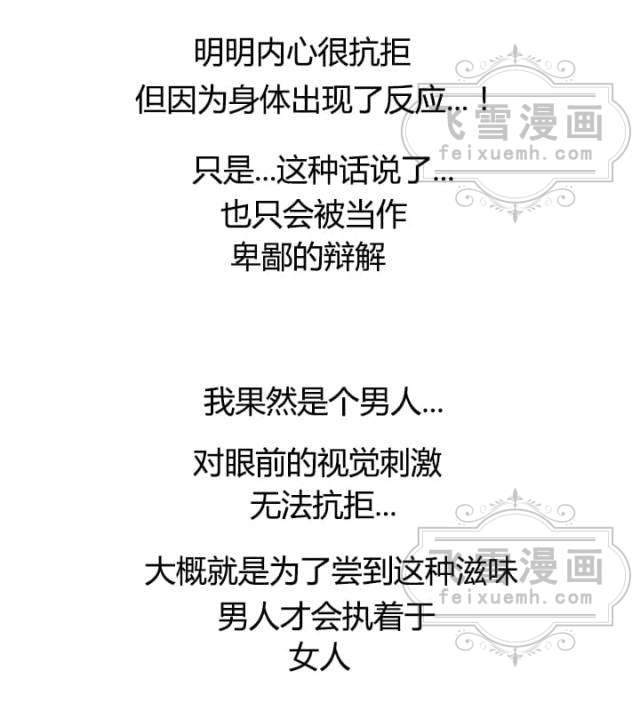 明明内心很抗拒
但因为身体出现了反应...！
飞雪漫画
feixuemh.com
只是...这种话说了...
也只会被当作
卑鄙的辩解
我果然是个男人...
对眼前的视觉刺激
无法抗拒...
大概就是为了尝到这种滋味
飞雪漫画
feixuemh.com
男人才会执着于
女人